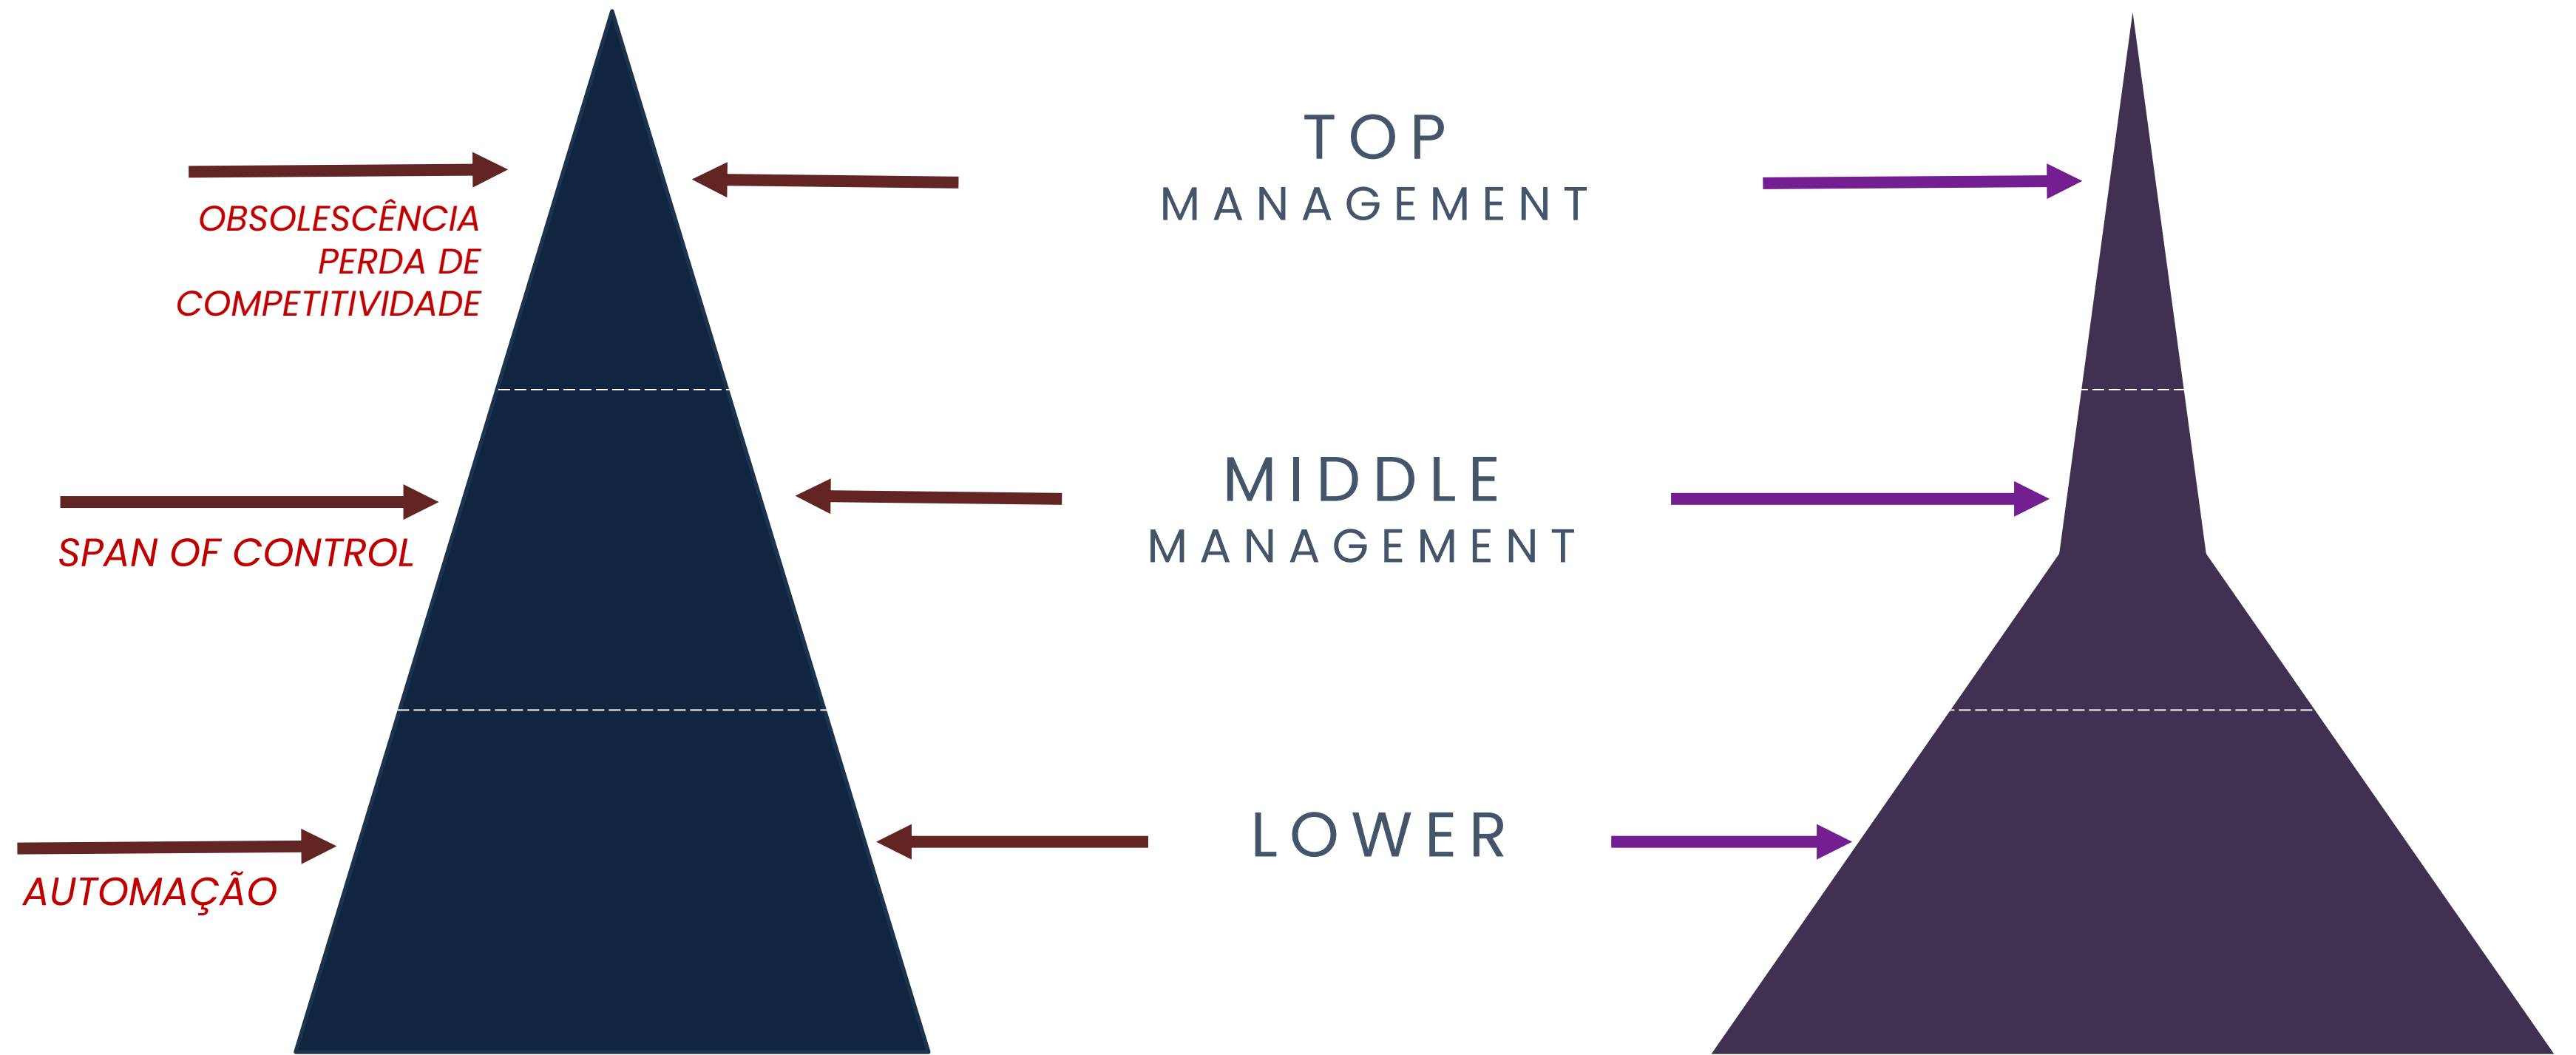 TOP
MANAGEMENT
OBSOLESCÊNCIA
PERDA DE
COMPETITIVIDADE
MIDDLE
MANAGEMENT
SPAN OF CONTROL
LOWER
AUTOMAÇÃO